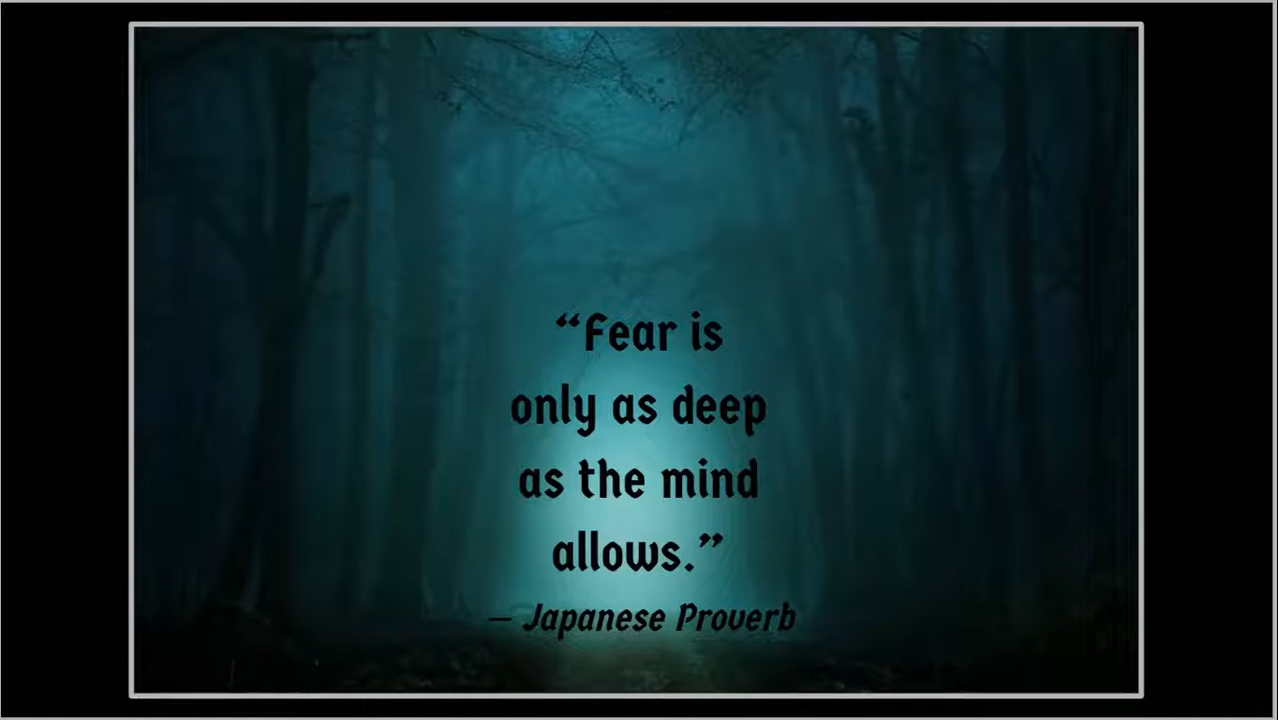 “Fear is
only as deep
as the mind
allows.”
– Japanese Proverb